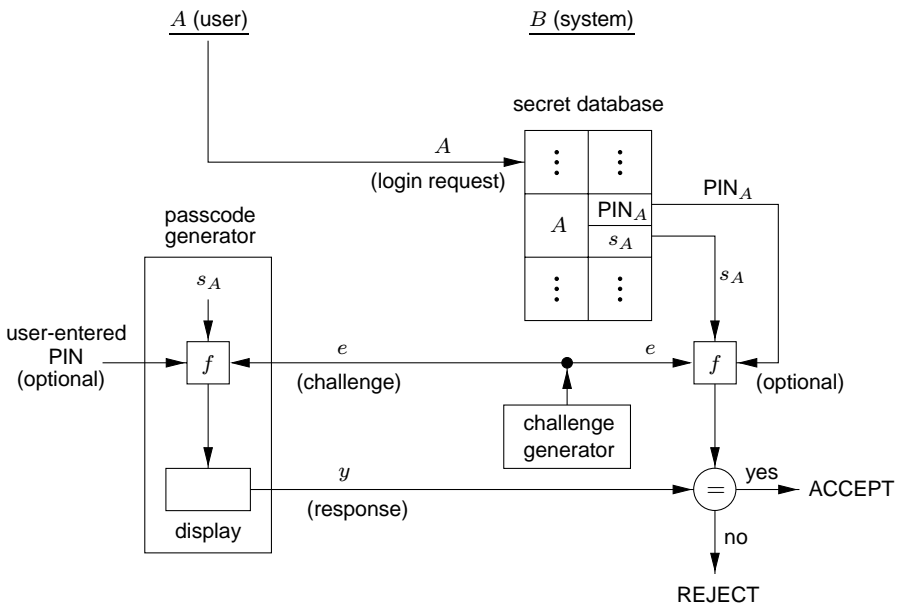 A (user)
B (system)
secret database
A
(login request)
⋮ ⋮
PIN_A
A
PIN_A
s_A
⋮ ⋮
s_A
passcode
generator
s_A
user-entered
PIN
(optional)
f
e
(challenge)
e
f
(optional)
challenge
generator
y
(response)
=
yes
ACCEPT
display
no
REJECT